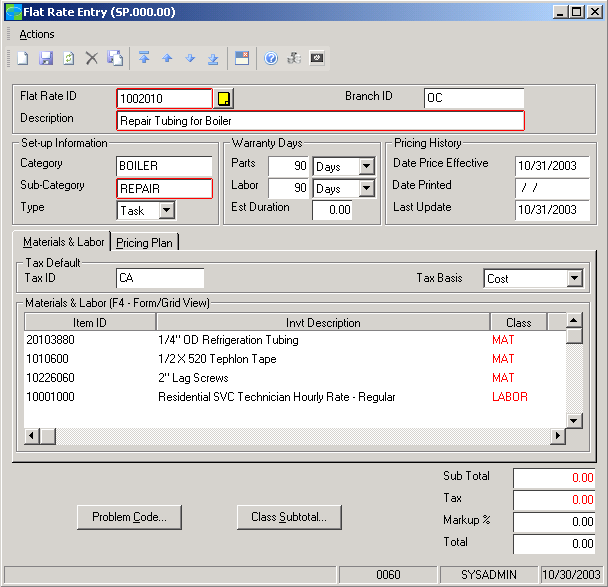 Flat Rate Entry (SP.000.00)
Actions
Flat Rate ID 1002010 Branch ID OC
Description Repair Tubing for Boiler
Set-up Information Warranty Days Pricing History
Category BOILER Parts 90 Days Date Price Effective 10/31/2003
Sub-Category REPAIR Labor 90 Days Date Printed / /
Type Task Est Duration 0.00 Last Update 10/31/2003
Materials & Labor Pricing Plan
Tax Default
Tax ID CA Tax Basis Cost
Materials & Labor (F4 - Form/Grid View)
Item ID Invt Description Class
20103880 1/4" OD Refrigeration Tubing MAT
1010600 1/2 X 520 Tephlon Tape MAT
10226060 2" Lag Screws MAT
10001000 Residential SVC Technician Hourly Rate - Regular LABOR
Sub Total 0.00
Tax 0.00
Problem Code... Class Subtotal... Markup % 0.00
Total 0.00
0060 SYSADMIN 10/30/2003